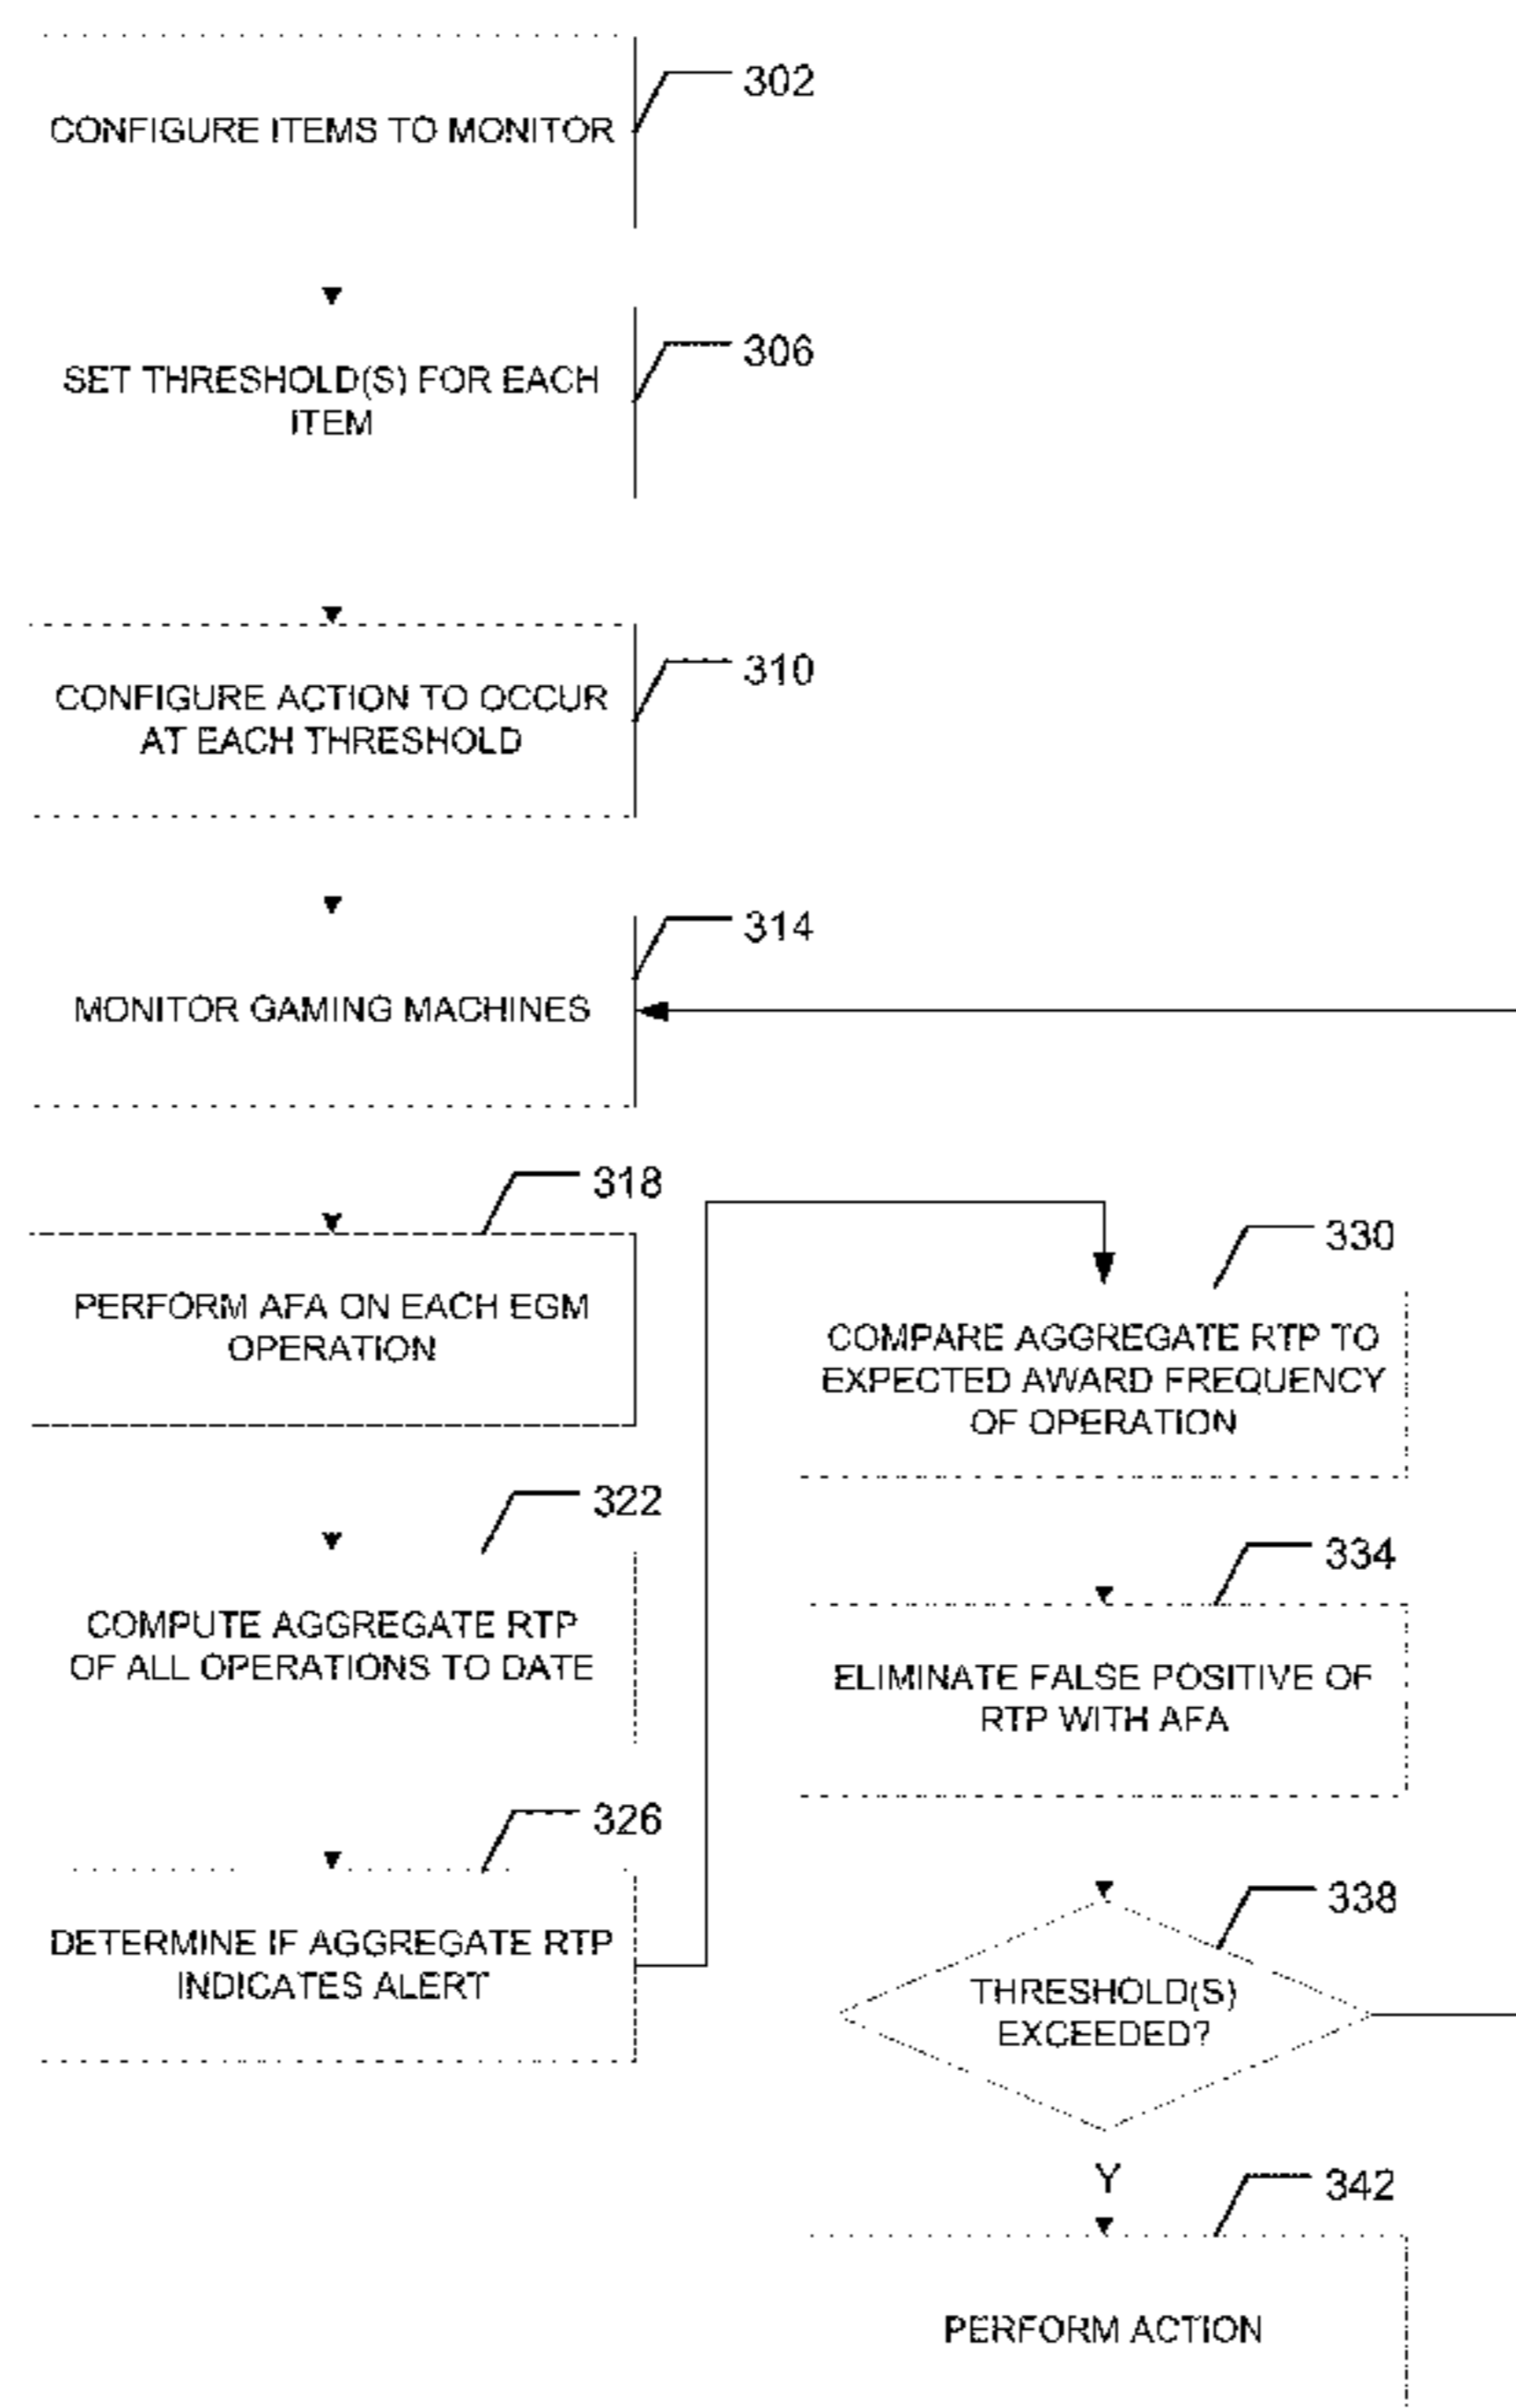 302
CONFIGURE ITEMS TO MONITOR
306
SET THRESHOLD(S) FOR EACH
ITEM
310
CONFIGURE ACTION TO OCCUR
AT EACH THRESHOLD
314
MONITOR GAMING MACHINES
318
PERFORM AFA ON EACH EGM
OPERATION
322
COMPUTE AGGREGATE RTP
OF ALL OPERATIONS TO DATE
326
DETERMINE IF AGGREGATE RTP
INDICATES ALERT
330
COMPARE AGGREGATE RTP TO
EXPECTED AWARD FREQUENCY
OF OPERATION
334
ELIMINATE FALSE POSITIVE OF
RTP WITH AFA
338
THRESHOLD(S)
EXCEEDED?
Y
342
PERFORM ACTION